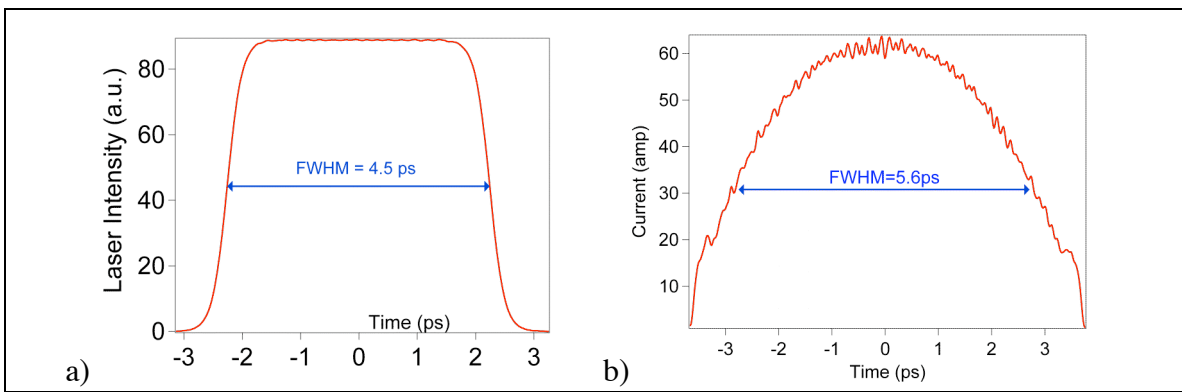 Laser Intensity (a.u.)
80
60
40
20
0
FWHM = 4.5 ps
Time (ps)
-3 -2 -1 0 1 2 3
a)
Current (amp)
60
50
40
30
20
10
FWHM=5.6ps
-3 -2 -1 0 1 2 3
Time (ps)
b)